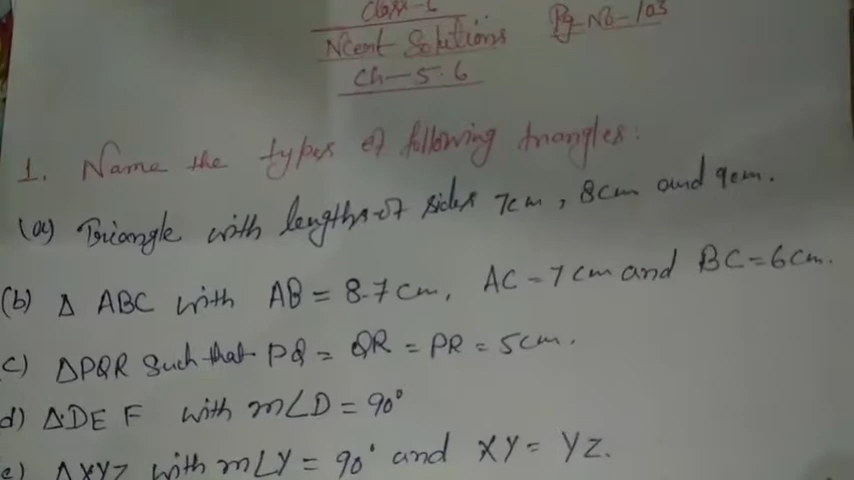 Class-6
Ncert Solutions
Pg-No-103
Ch-5.6
1. Name the types of following triangles:
(a) Triangle with lengths of sides 7cm, 8cm and 9cm.
(b) Δ ABC with AB = 8.7cm, AC = 7cm and BC = 6cm.
c) ΔPQR Such that PQ = QR = PR = 5cm.
d) ΔDEF with m∠D = 90°
e) ΔXYZ with m∠Y = 90° and XY = YZ.